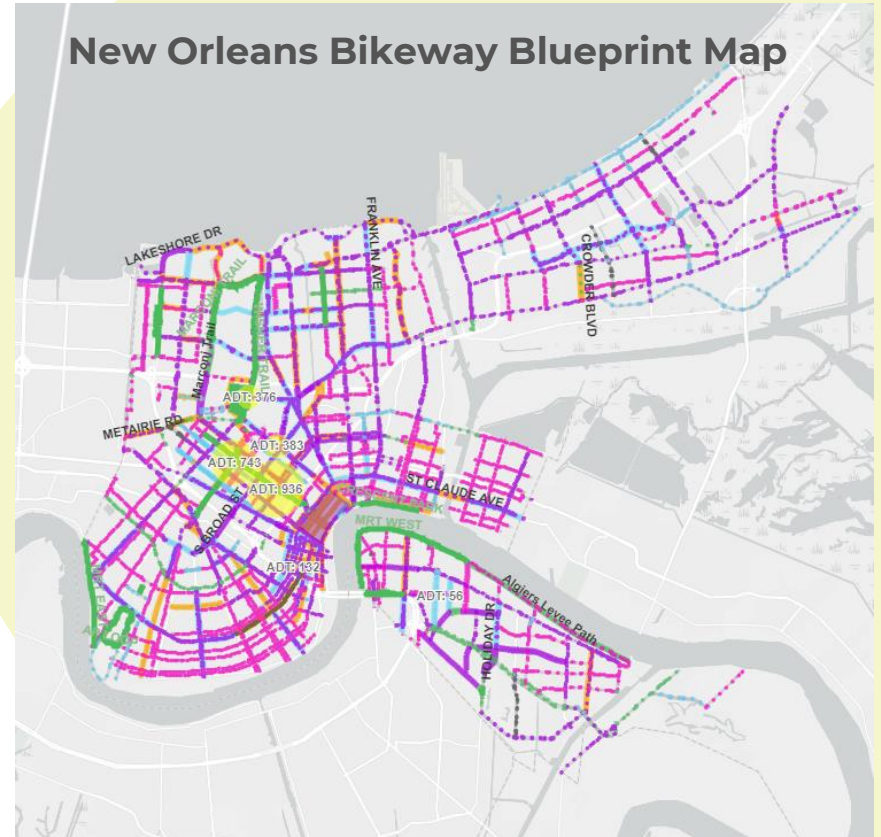 New Orleans Bikeway Blueprint Map
LAKESHORE DR
FRANKLIN AVE
CROWDER BLVD
Marconi Trail
ADT: 376
METAIRIE RD
ADT: 383
ADT: 743
ADT: 936
S BROAD ST
ST CLAUDE AVE
MRT WEST
ADT: 132
ADT: 56
Algiers Levee Path
HOLIDAY DR